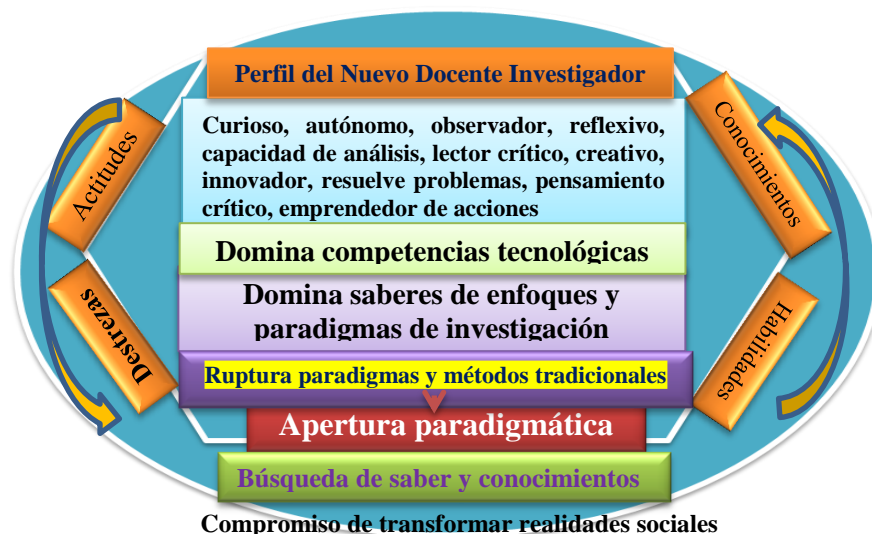 Perfil del Nuevo Docente Investigador
Actitudes
Conocimientos
Curioso, autónomo, observador, reflexivo,
capacidad de análisis, lector crítico, creativo,
innovador, resuelve problemas, pensamiento
crítico, emprendedor de acciones
Domina competencias tecnológicas
Destrezas
Habilidades
Domina saberes de enfoques y
paradigmas de investigación
Ruptura paradigmas y métodos tradicionales
Apertura paradigmática
Búsqueda de saber y conocimientos
Compromiso de transformar realidades sociales